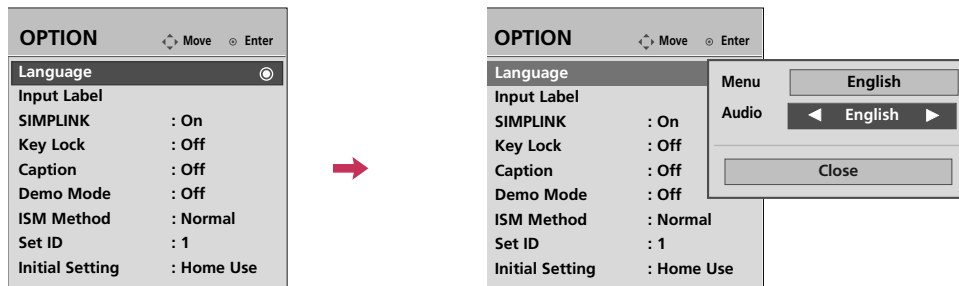 OPTION Move Enter
Language
Input Label
SIMPLINK : On
Key Lock : Off
Caption : Off
Demo Mode : Off
ISM Method : Normal
Set ID : 1
Initial Setting : Home Use
OPTION Move Enter
Language
Input Label
SIMPLINK : On
Key Lock : Off
Caption : Off
Demo Mode : Off
ISM Method : Normal
Set ID : 1
Initial Setting : Home Use
Menu English
Audio English
Close